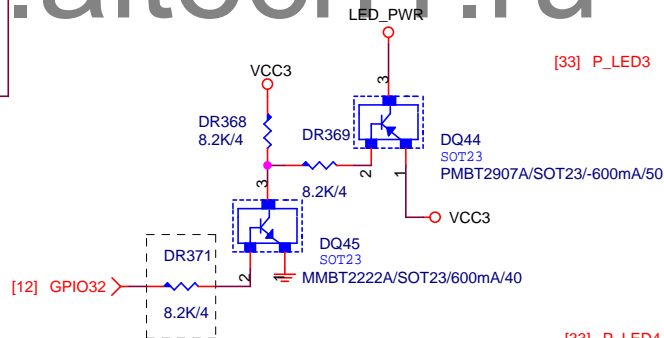 LED_PWR
[33] P_LED3
VCC3
3
DR368
8.2K/4
DR369
DQ44
SOT23
PMBT2907A/SOT23/-600mA/50
2
1
8.2K/4
3
VCC3
DQ45
SOT23
MMBT2222A/SOT23/600mA/40
DR371
2
1
[12] GPIO32
8.2K/4